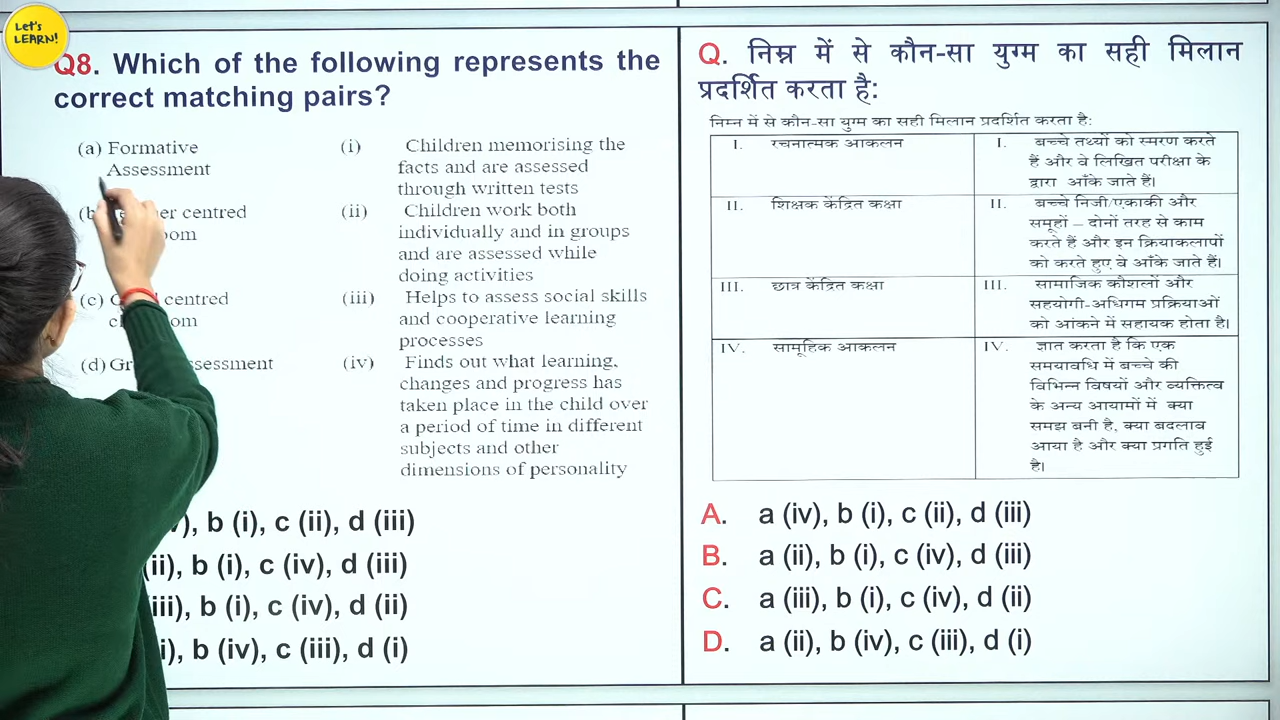 Let's
LEARN!
Q8. Which of the following represents the
correct matching pairs?
(a) Formative
Assessment
(i) Children memorising the
facts and are assessed
through written tests
centred
(ii) Children work both
individually and in groups
and are assessed while
doing activities
(c) centred
(iii) Helps to assess social skills
and cooperative learning
processes
(d)
(iv) Finds out what learning,
changes and progress has
taken place in the child over
a period of time in different
subjects and other
dimensions of personality
b (i), c (ii), d (iii)
(ii), b (i), c (iv), d (iii)
b (i), c (iv), d (ii)
b (iv), c (iii), d (i)
Q. निम्न में से कौन-सा युग्म का सही मिलान
प्रदर्शित करता है:
निम्न में से कौन-सा युग्म का सही मिलान प्रदर्शित करता है:
I. रचनात्मक आकलन
I. बच्चे तथ्यों को स्मरण करते
हैं और वे लिखित परीक्षा के
द्वारा आँके जाते हैं।
II. शिक्षक केंद्रित कक्षा
II. बच्चे निजी/एकाकी और
समूहों – दोनों तरह से काम
करते हैं और इन क्रियाकलापों
को करते हुए वे आँके जाते हैं।
III. छात्र केंद्रित कक्षा
III. सामाजिक कौशलों और
सहयोगी-अधिगम प्रक्रियाओं
को आंकने में सहायक होता है।
IV. सामूहिक आकलन
IV. ज्ञात करता है कि एक
समयावधि में बच्चे की
विभिन्न विषयों और व्यक्तित्व
के अन्य आयामों में क्या
समझ बनी है, क्या बदलाव
आया है और क्या प्रगति हुई
है।
A. a (iv), b (i), c (ii), d (iii)
B. a (ii), b (i), c (iv), d (iii)
C. a (iii), b (i), c (iv), d (ii)
D. a (ii), b (iv), c (iii), d (i)